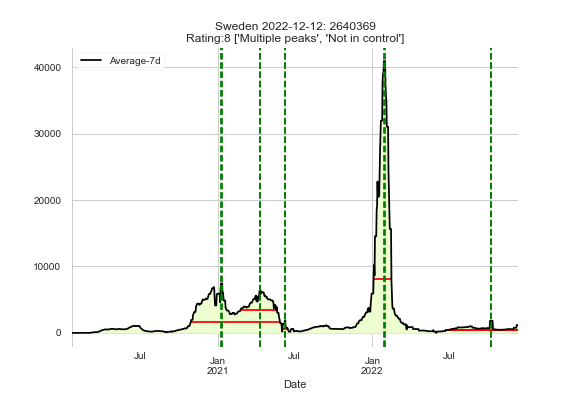 Sweden 2022-12-12: 2640369
Rating:8 ['Multiple peaks', 'Not in control']
Average-7d
40000
30000
20000
10000
0
Jul
Jan
2021
Jul
Jan
2022
Jul
Date